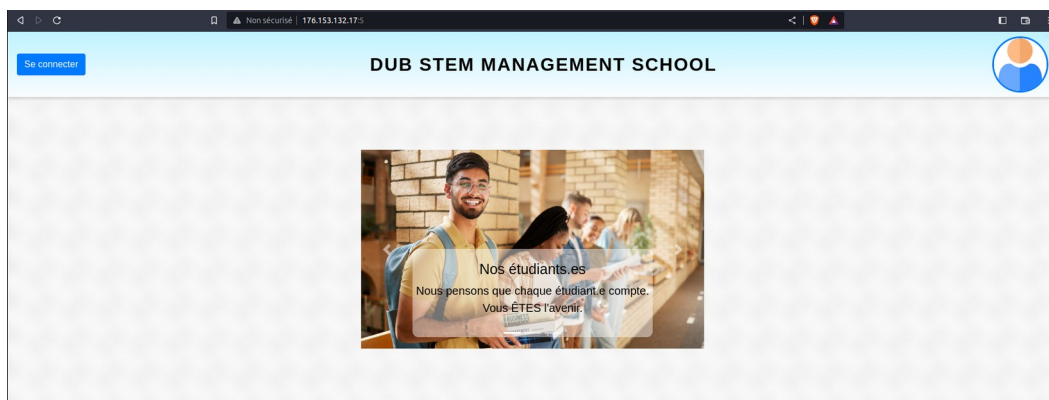 Non sécurisé | 176.153.132.17:5
Se connecter
DUB STEM MANAGEMENT SCHOOL
Nos étudiants.es
Nous pensons que chaque étudiant.e compte.
Vous ÊTES l'avenir.